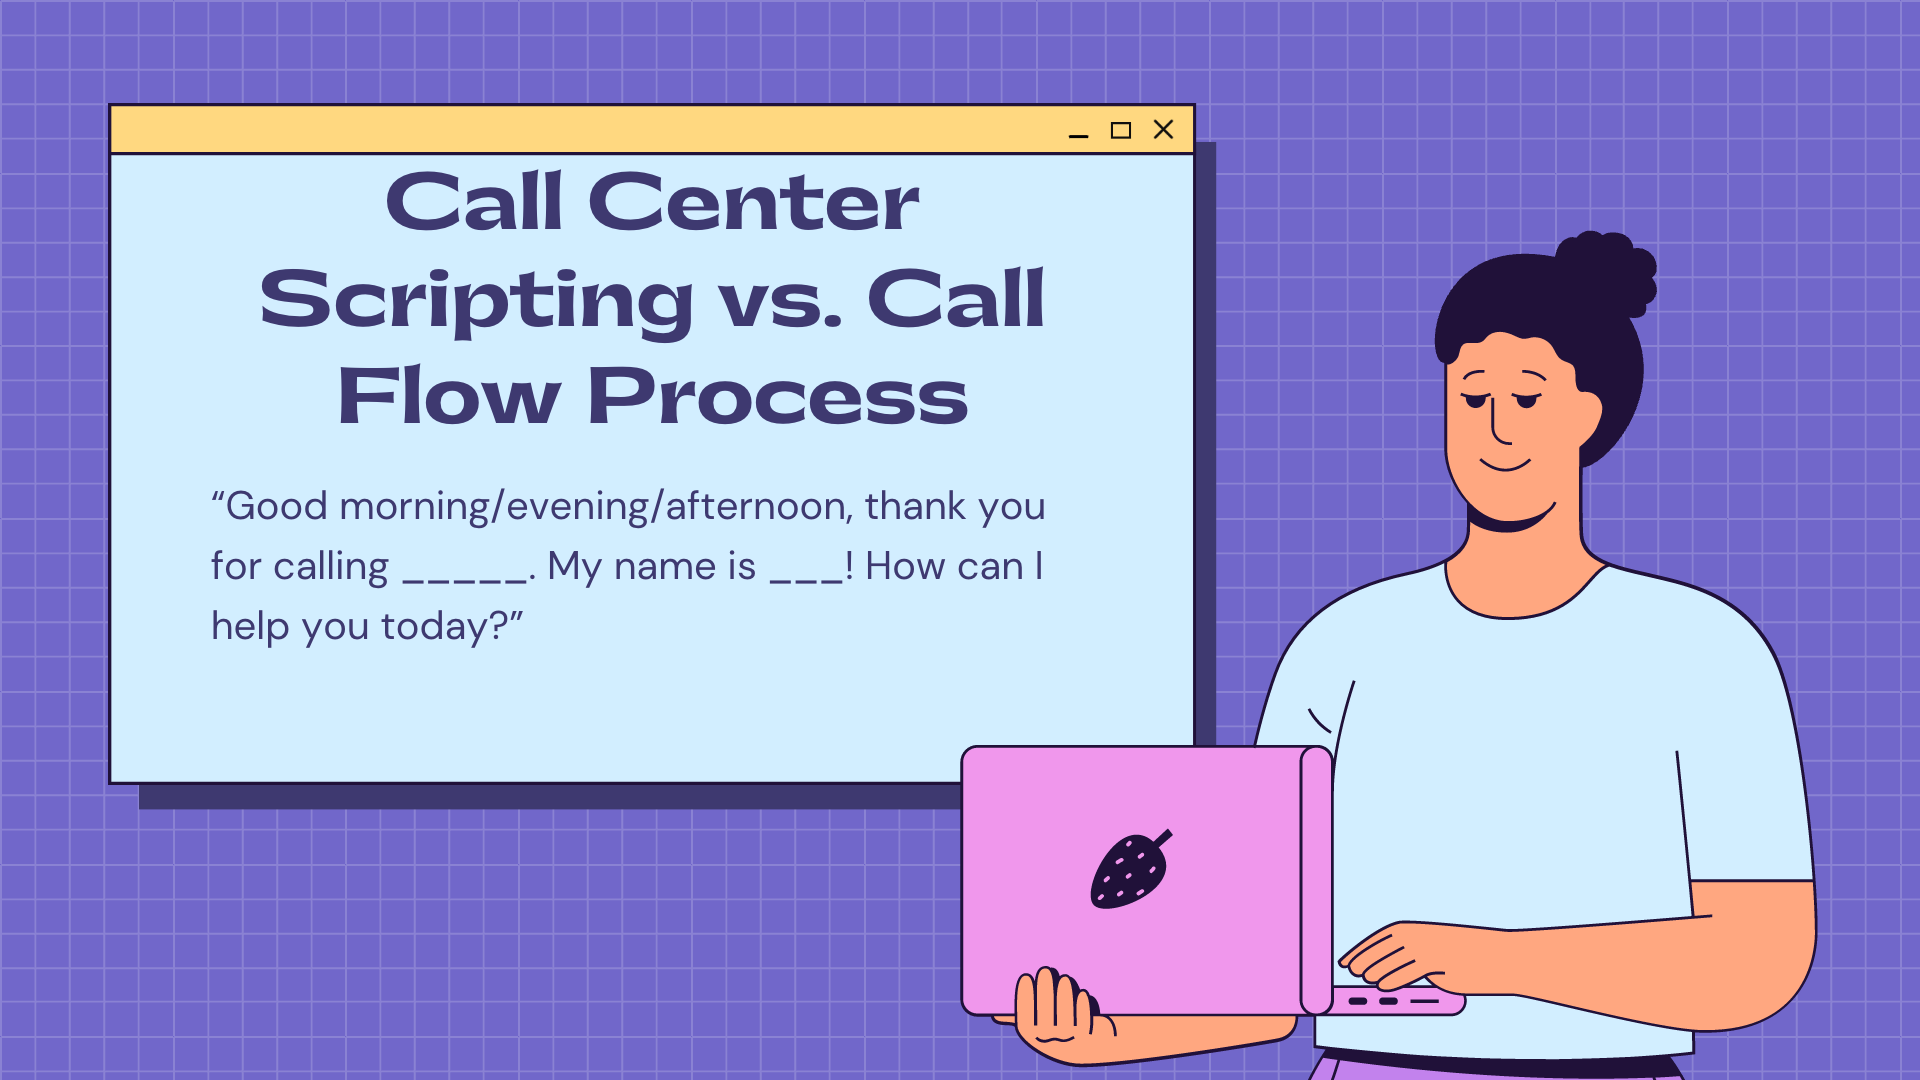 Call Center
Scripting vs. Call
Flow Process
“Good morning/evening/afternoon, thank you
for calling _____. My name is ___! How can I
help you today?”